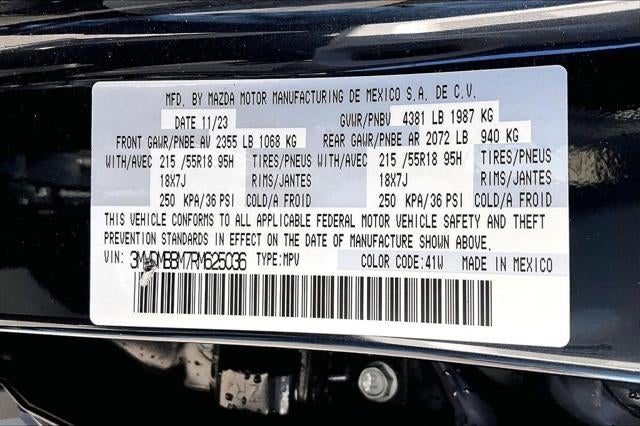 MFD. BY MAZDA MOTOR MANUFACTURING DE MEXICO S.A. DE C.V.
DATE 11/23 GVWR/PNBV 4381 LB 1987 KG
FRONT GAWR/PNBE AV 2355 LB 1068 KG REAR GAWR/PNBE AR 2072 LB 940 KG
WITH/AVEC 215 /55R18 95H TIRES/PNEUS WITH/AVEC 215 /55R18 95H TIRES/PNEUS
18X7J RIMS/JANTES 18X7J RIMS/JANTES
250 KPA/36 PSI COLD/A FROID 250 KPA/36 PSI COLD/A FROID
THIS VEHICLE CONFORMS TO ALL APPLICABLE FEDERAL MOTOR VEHICLE SAFETY AND THEFT
PREVENTION STANDARDS IN EFFECT ON THE DATE OF MANUFACTURE SHOWN ABOVE.
VIN: TYPE:MPV COLOR CODE:41W MADE IN MEXICO